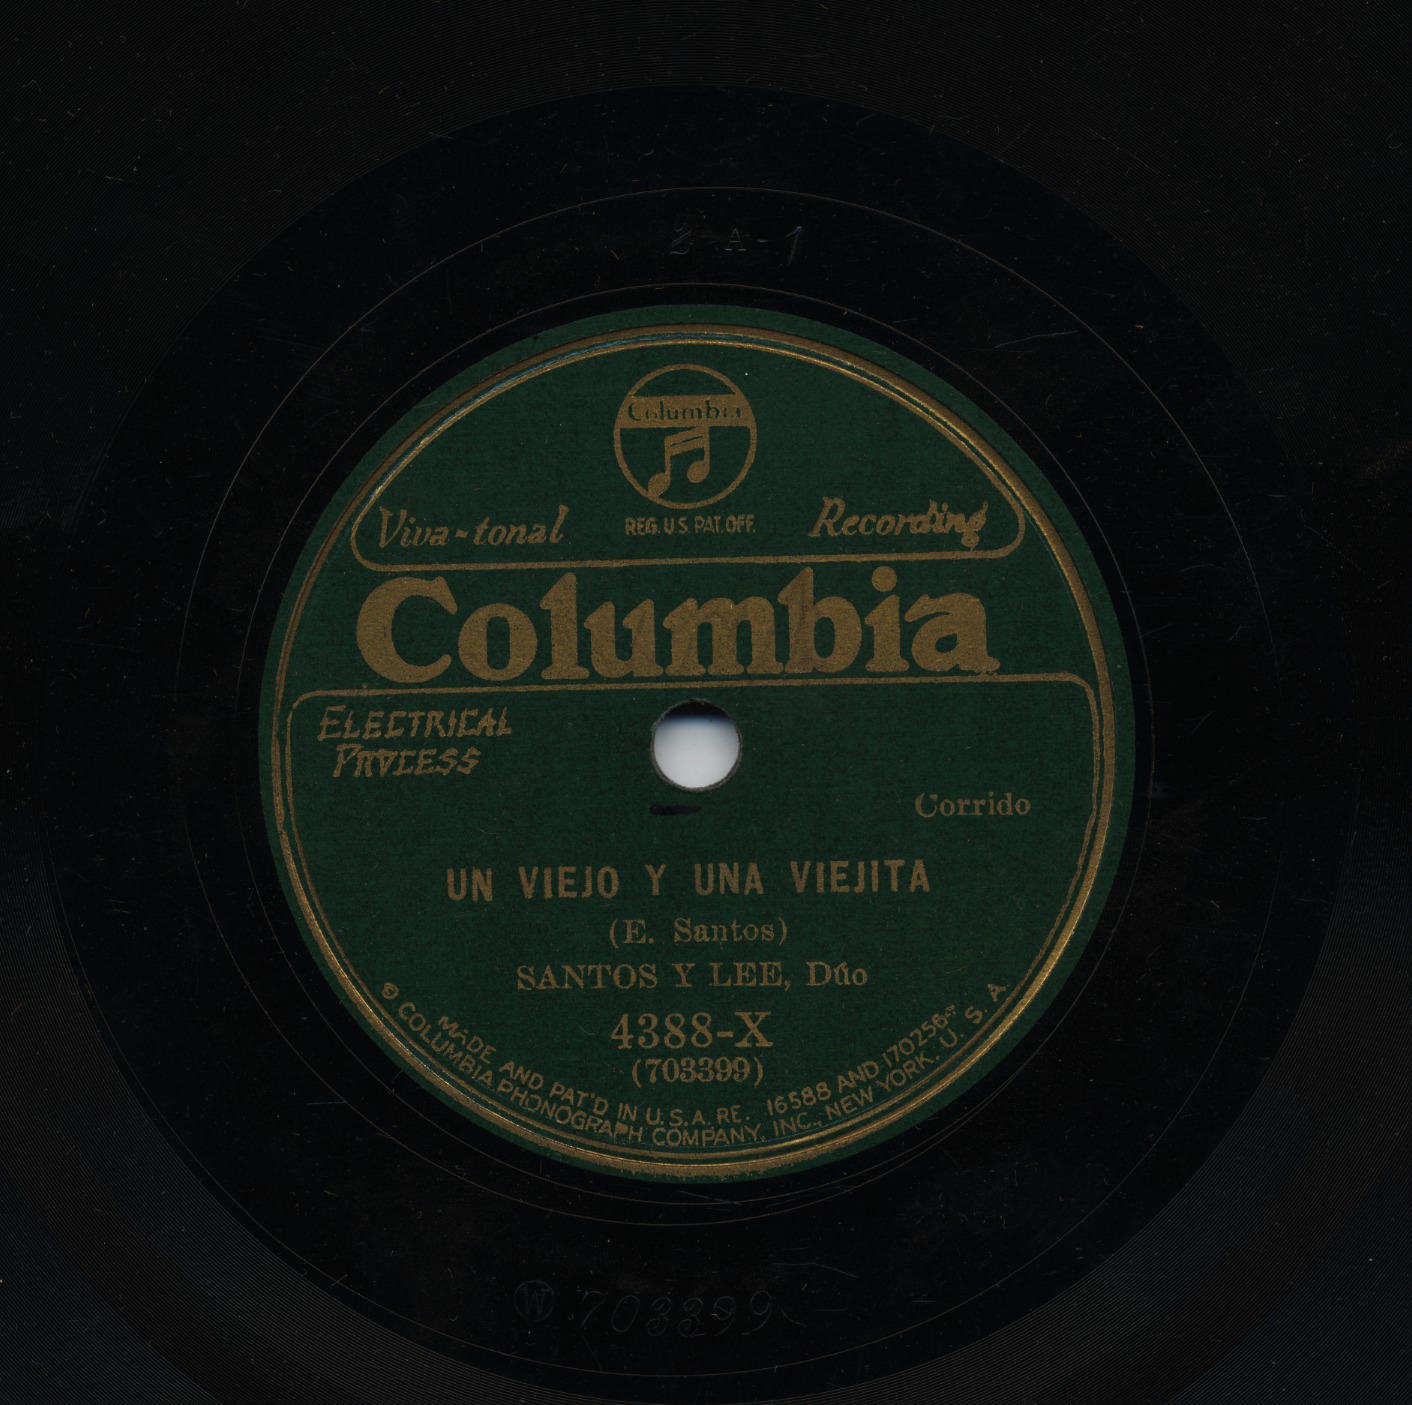 2 A - 1
Columbia
REG. U.S. PAT. OFF.
Viva-tonal Recording
Columbia
ELECTRICAL
PROCESS
Corrido
UN VIEJO Y UNA VIEJITA
(E. Santos)
SANTOS Y LEE, Dúo
4388-X
(703399)
MADE AND PAT'D IN U.S.A. RE. 16588 AND
COLUMBIA PHONOGRAPH COMPANY, INC., NEW YORK, U. S. A.
W 703399